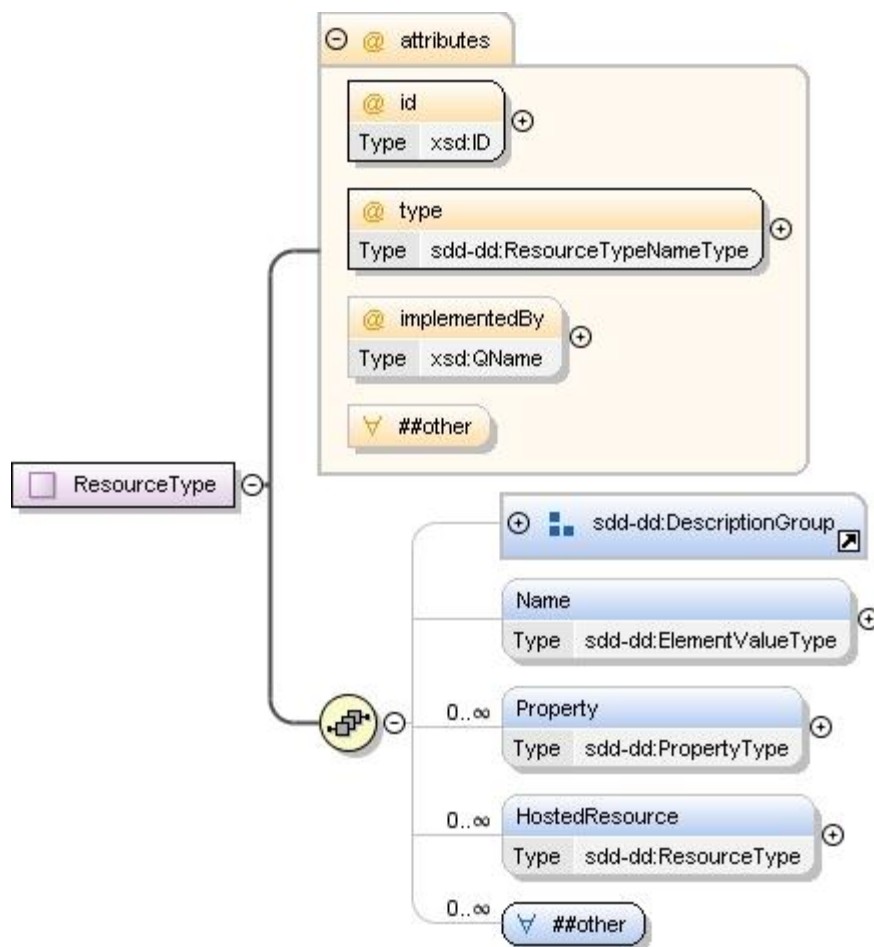 @ attributes
@ id
Type xsd:ID
@ type
Type sdd-dd:ResourceTypeNameType
@ implementedBy
Type xsd:QName
∀ ##other
ResourceType
sdd-dd:DescriptionGroup
Name
Type sdd-dd:ElementValueType
0..∞ Property
Type sdd-dd:PropertyType
0..∞ HostedResource
Type sdd-dd:ResourceType
0..∞ ∀ ##other